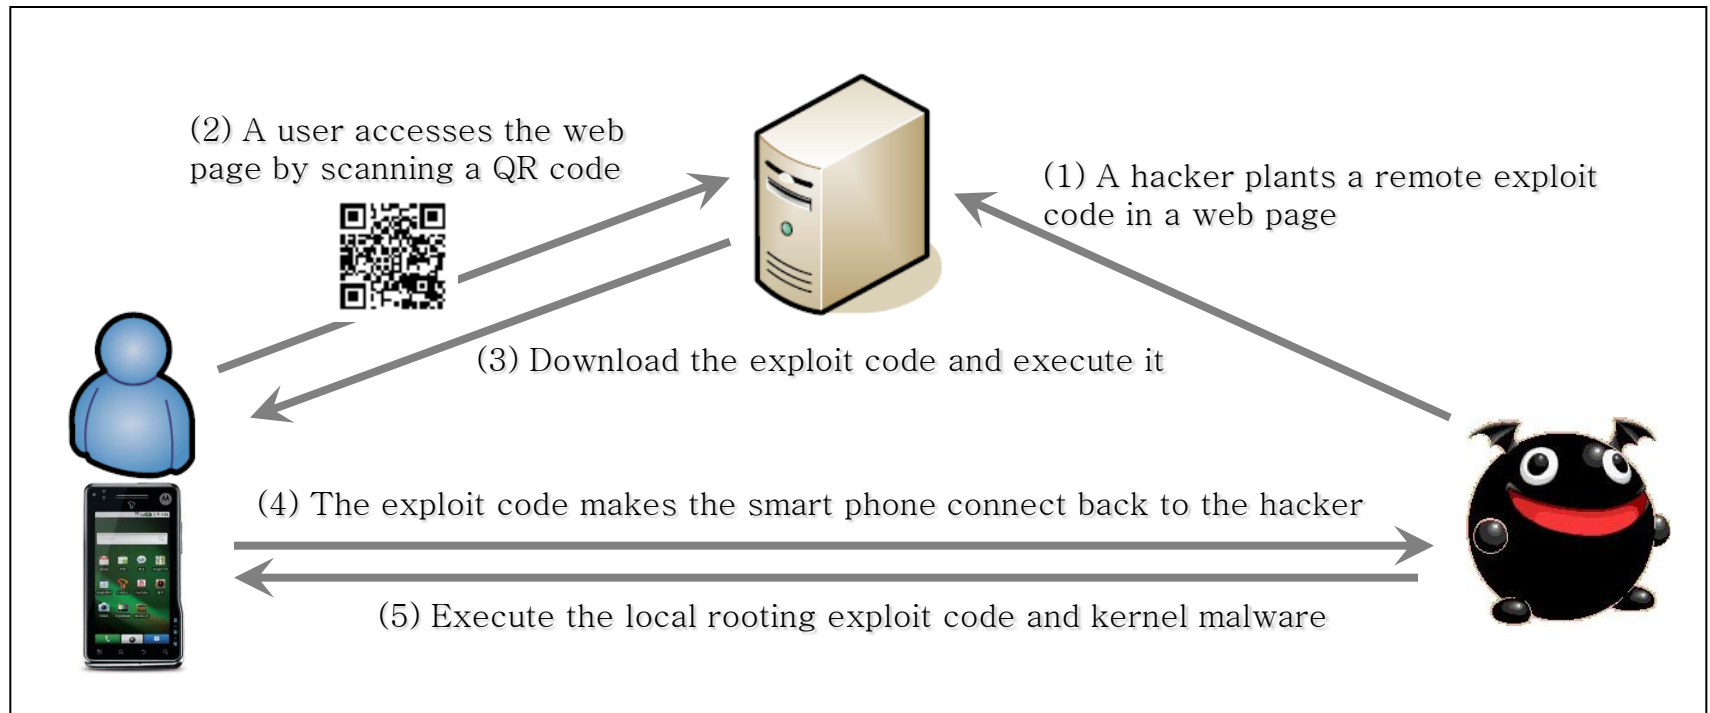 (2) A user accesses the web
page by scanning a QR code
(1) A hacker plants a remote exploit
code in a web page
(3) Download the exploit code and execute it
(4) The exploit code makes the smart phone connect back to the hacker
(5) Execute the local rooting exploit code and kernel malware